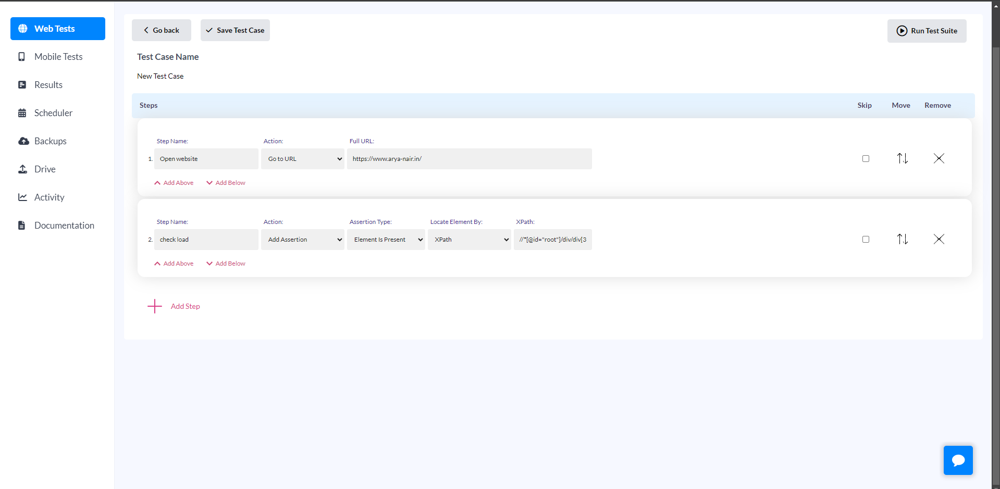 Web Tests
Mobile Tests
Results
Scheduler
Backups
Drive
Activity
Documentation
Go back
Save Test Case
Run Test Suite
Test Case Name
New Test Case
Steps Skip Move Remove
Step Name: Action: Full URL:
1. Open website Go to URL https://www.arya-nair.in/
Add Above Add Below
Step Name: Action: Assertion Type: Locate Element By: XPath:
2. check load Add Assertion Element Is Present XPath //*[@id="root"]/div/div[3
Add Above Add Below
Add Step